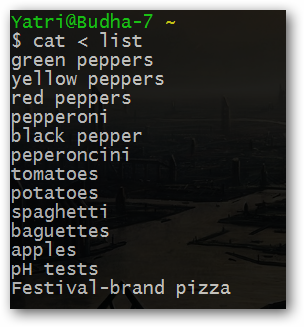 Yatri@Budha-7 ~
$ cat < list
green peppers
yellow peppers
red peppers
pepperoni
black pepper
peperoncini
tomatoes
potatoes
spaghetti
baguettes
apples
pH tests
Festival-brand pizza